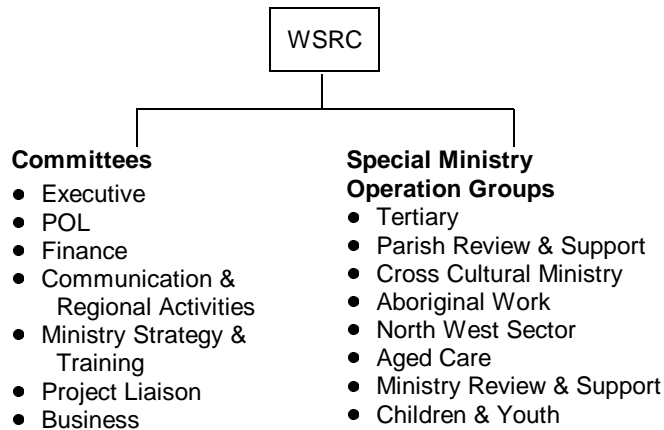 WSRC
Committees
● Executive
● POL
● Finance
● Communication &
Regional Activities
● Ministry Strategy &
Training
● Project Liaison
● Business
Special Ministry
Operation Groups
● Tertiary
● Parish Review & Support
● Cross Cultural Ministry
● Aboriginal Work
● North West Sector
● Aged Care
● Ministry Review & Support
● Children & Youth